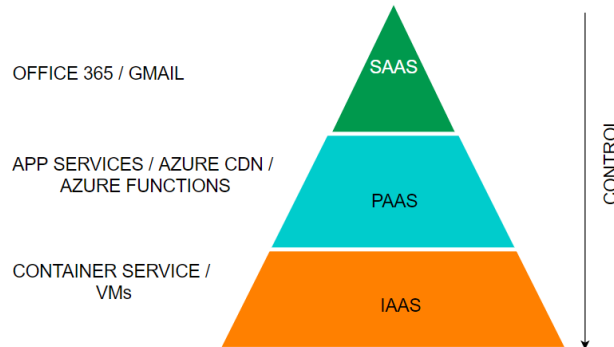 SAAS
OFFICE 365 / GMAIL
APP SERVICES / AZURE CDN /
AZURE FUNCTIONS
PAAS
CONTAINER SERVICE /
VMs
IAAS
CONTROL